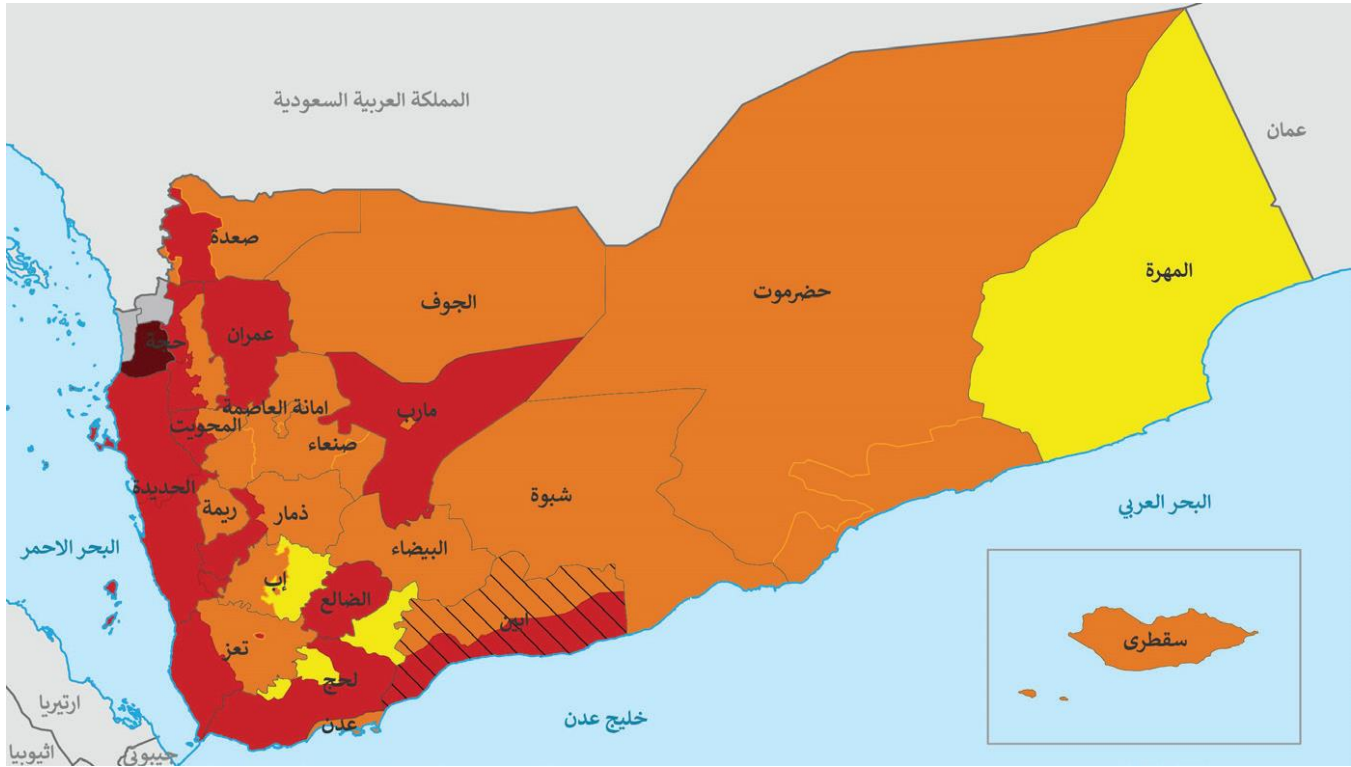 المملكة العربية السعودية
عمان
صعدة
الجوف
حضرموت
المهرة
حجة
عمران
امانة العاصمة
مارب
المحويت
صنعاء
الحديدة
ريمة
ذمار
شبوة
البيضاء
البحر العربي
البحر الاحمر
إب
الضالع
ابين
تعز
لحج
عدن
خليج عدن
سقطرى
ارتيريا
اثيوبيا
جيبوتي